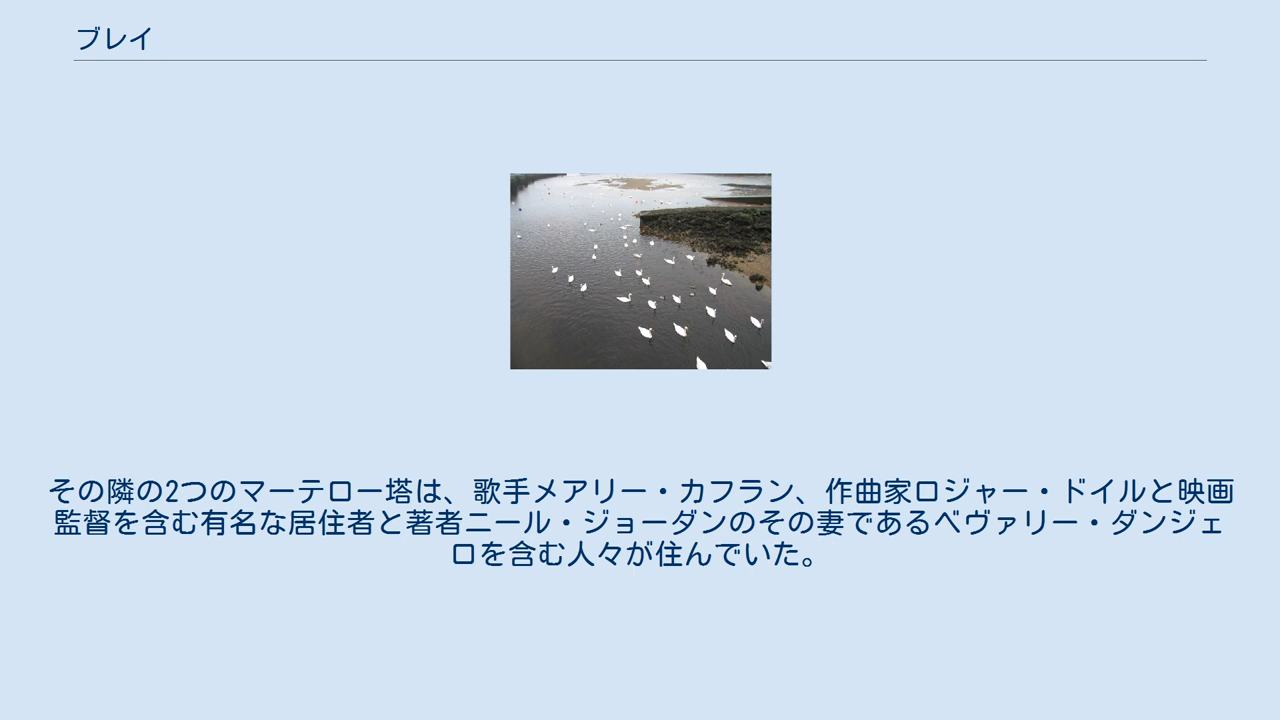 ブレイ
その隣の2つのマーテロー塔は、歌手メアリー・カフラン、作曲家ロジャー・ドイルと映画
監督を含む有名な居住者と著者ニール・ジョーダンのその妻であるベヴァリー・ダンジェ
ロを含む人々が住んでいた。